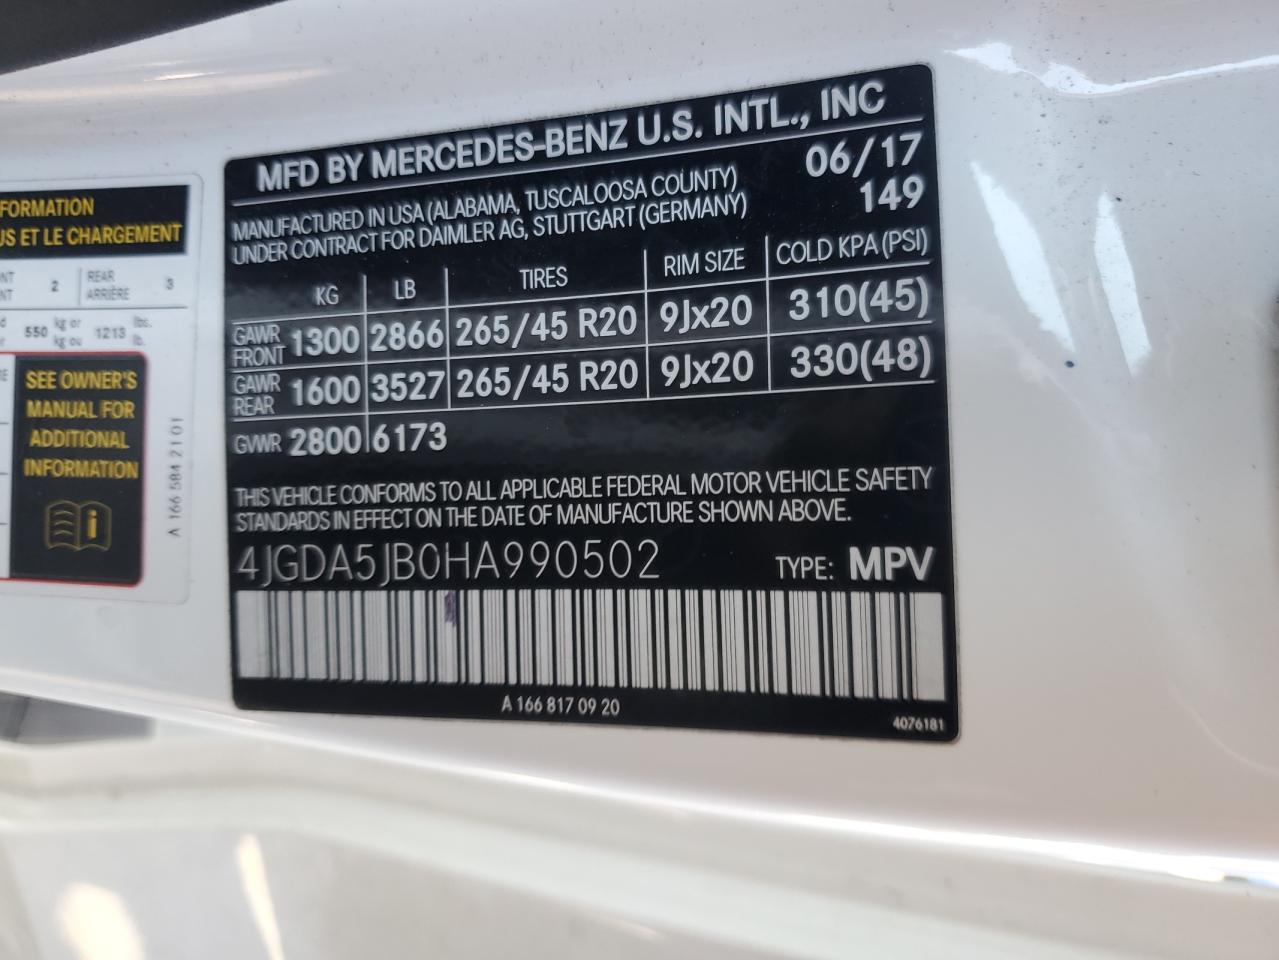 FORMATION
US ET LE CHARGEMENT
NT 2 REAR 3
NT ARRIÈRE
550 kg or 1213 lbs.
kg ou lb.
SEE OWNER'S
MANUAL FOR
ADDITIONAL
INFORMATION
A 166 584 21 01
MFD BY MERCEDES-BENZ U.S. INTL., INC
MANUFACTURED IN USA (ALABAMA, TUSCALOOSA COUNTY) 06/17
UNDER CONTRACT FOR DAIMLER AG, STUTTGART (GERMANY) 149
KG LB TIRES RIM SIZE COLD KPA (PSI)
GAWR FRONT 1300 2866 265/45 R20 9Jx20 310(45)
GAWR REAR 1600 3527 265/45 R20 9Jx20 330(48)
GVWR 2800 6173
THIS VEHICLE CONFORMS TO ALL APPLICABLE FEDERAL MOTOR VEHICLE SAFETY
STANDARDS IN EFFECT ON THE DATE OF MANUFACTURE SHOWN ABOVE.
4JGDA5JB0HA990502 TYPE: MPV
A 166 817 09 20
4076181